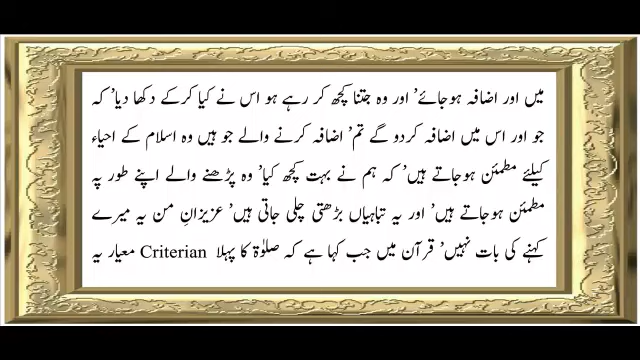 میں اور اضافہ ہوجائے’ اور وہ جتنا کچھ کر رہے ہو اس نے کیا کرکے دکھا دیا’ کہ
جو اور اس میں اضافہ کردو گے تم’ اضافہ کرنے والے جو ہیں وہ اسلام کے احیاء
کیلئے مطمئن ہوجاتے ہیں’ کہ ہم نے بہت کچھ کیا’ وہ پڑھنے والے اپنے طور پہ
مطمئن ہوجاتے ہیں’ اور یہ تباہیاں بڑھتی چلی جاتی ہیں’ عزیزانِ من یہ میرے
کہنے کی بات نہیں’ قرآن میں جب کہا ہے کہ صلوٰۃ کا پہلا Criterian معیار یہ